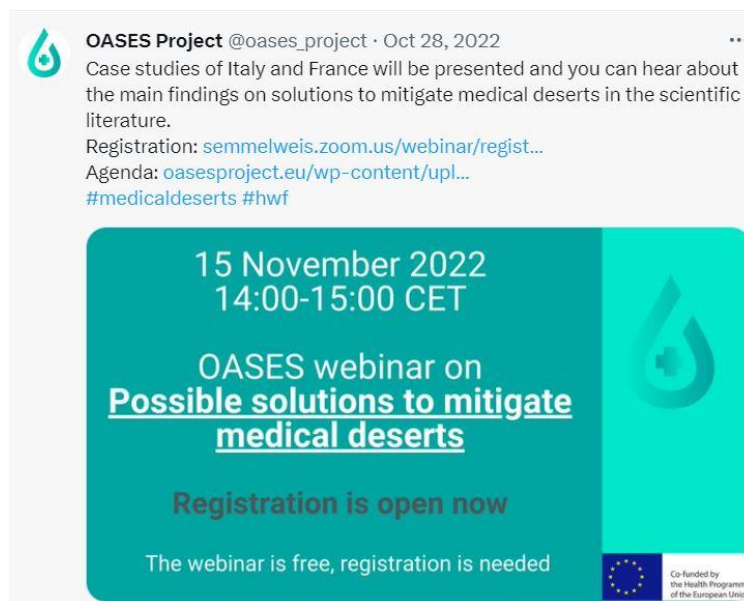 OASES Project @oases_project · Oct 28, 2022
Case studies of Italy and France will be presented and you can hear about
the main findings on solutions to mitigate medical deserts in the scientific
literature.
Registration: semmelweis.zoom.us/webinar/regist...
Agenda: oasesproject.eu/wp-content/upl...
#medicaldeserts #hwf
15 November 2022
14:00-15:00 CET
OASES webinar on
Possible solutions to mitigate
medical deserts
Registration is open now
The webinar is free, registration is needed
Co-funded by
the Health Programm
of the European Unio